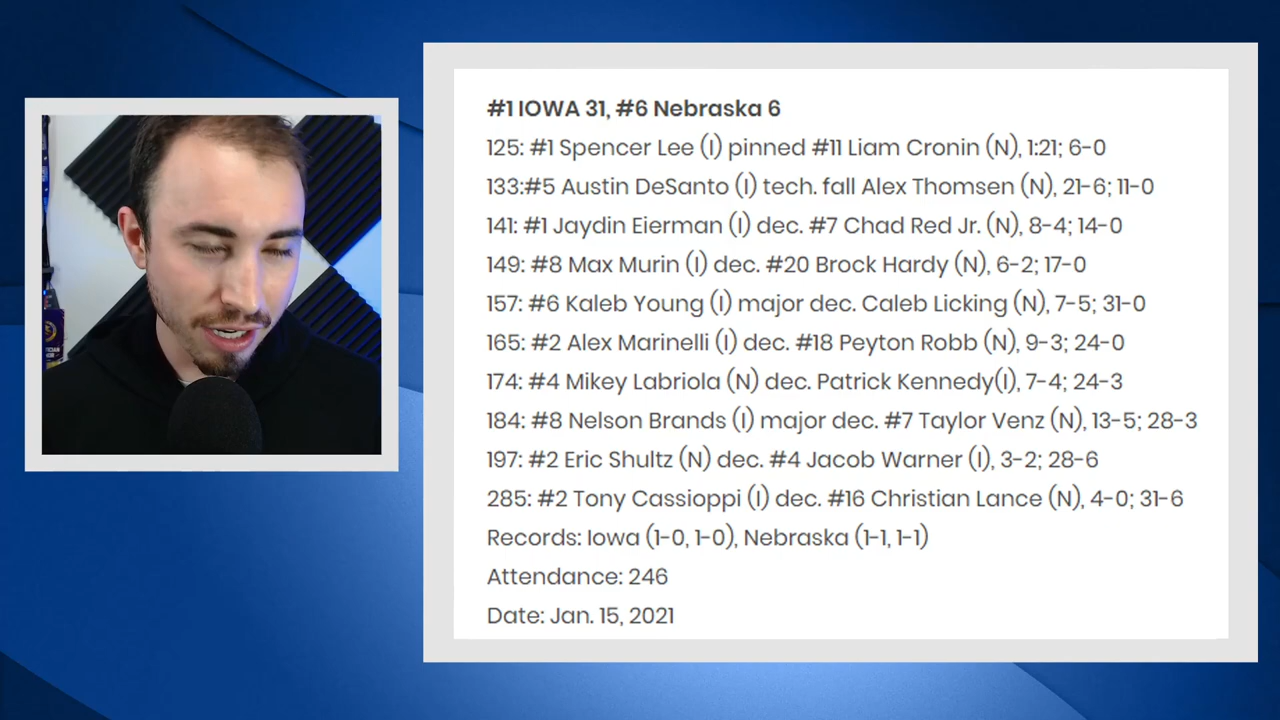 #1 IOWA 31, #6 Nebraska 6
125: #1 Spencer Lee (I) pinned #11 Liam Cronin (N), 1:21; 6-0
133:#5 Austin DeSanto (I) tech. fall Alex Thomsen (N), 21-6; 11-0
141: #1 Jaydin Eierman (I) dec. #7 Chad Red Jr. (N), 8-4; 14-0
149: #8 Max Murin (I) dec. #20 Brock Hardy (N), 6-2; 17-0
157: #6 Kaleb Young (I) major dec. Caleb Licking (N), 7-5; 31-0
165: #2 Alex Marinelli (I) dec. #18 Peyton Robb (N), 9-3; 24-0
174: #4 Mikey Labriola (N) dec. Patrick Kennedy(I), 7-4; 24-3
184: #8 Nelson Brands (I) major dec. #7 Taylor Venz (N), 13-5; 28-3
197: #2 Eric Shultz (N) dec. #4 Jacob Warner (I), 3-2; 28-6
285: #2 Tony Cassioppi (I) dec. #16 Christian Lance (N), 4-0; 31-6
Records: Iowa (1-0, 1-0), Nebraska (1-1, 1-1)
Attendance: 246
Date: Jan. 15, 2021